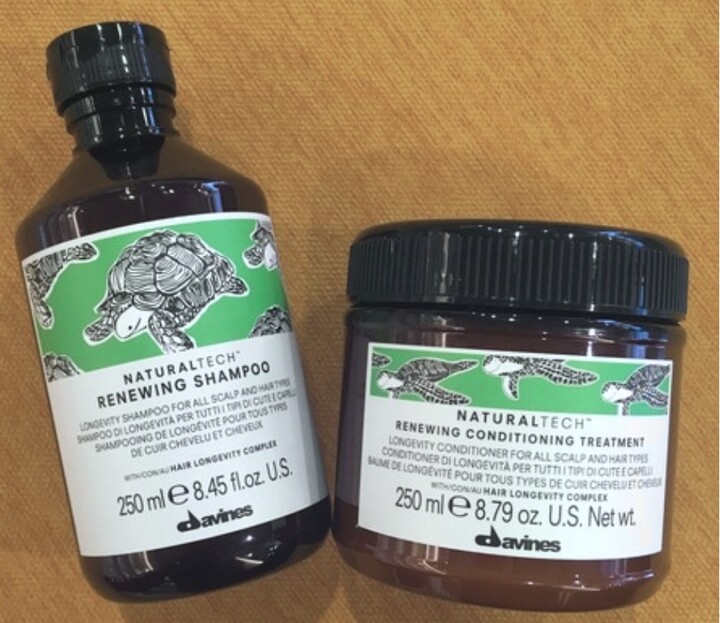 NATURALTECH™
RENEWING SHAMPOO
LONGEVITY SHAMPOO FOR ALL SCALP AND HAIR TYPES
SHAMPOO DI LONGEVITÀ PER TUTTI I TIPI DI CUTE E CAPELLI
SHAMPOOING DE LONGÉVITÉ POUR TOUS TYPES
DE CUIR CHEVELU ET CHEVEUX
WITH/CON/AU HAIR LONGEVITY COMPLEX
250 ml ℮ 8.45 fl.oz. U.S.
davines
NATURALTECH™
RENEWING CONDITIONING TREATMENT
LONGEVITY CONDITIONER FOR ALL SCALP AND HAIR TYPES
CONDITIONER DI LONGEVITÀ PER TUTTI I TIPI DI CUTE E CAPELLI
BAUME DE LONGÉVITÉ POUR TOUS TYPES DE CUIR CHEVELU ET CHEVEUX
WITH/CON/AU HAIR LONGEVITY COMPLEX
250 ml ℮ 8.79 oz. U.S. Net wt.
davines